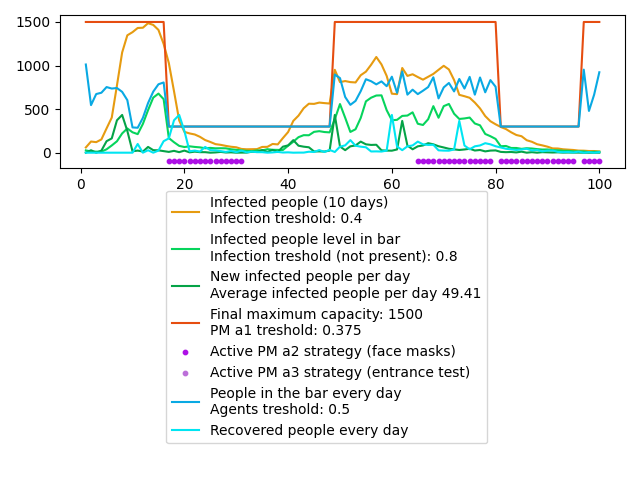 1500
1000
500
0
0 20 40 60 80 100
Infected people (10 days)
Infection treshold: 0.4
Infected people level in bar
Infection treshold (not present): 0.8
New infected people per day
Average infected people per day 49.41
Final maximum capacity: 1500
PM a1 treshold: 0.375
Active PM a2 strategy (face masks)
Active PM a3 strategy (entrance test)
People in the bar every day
Agents treshold: 0.5
Recovered people every day